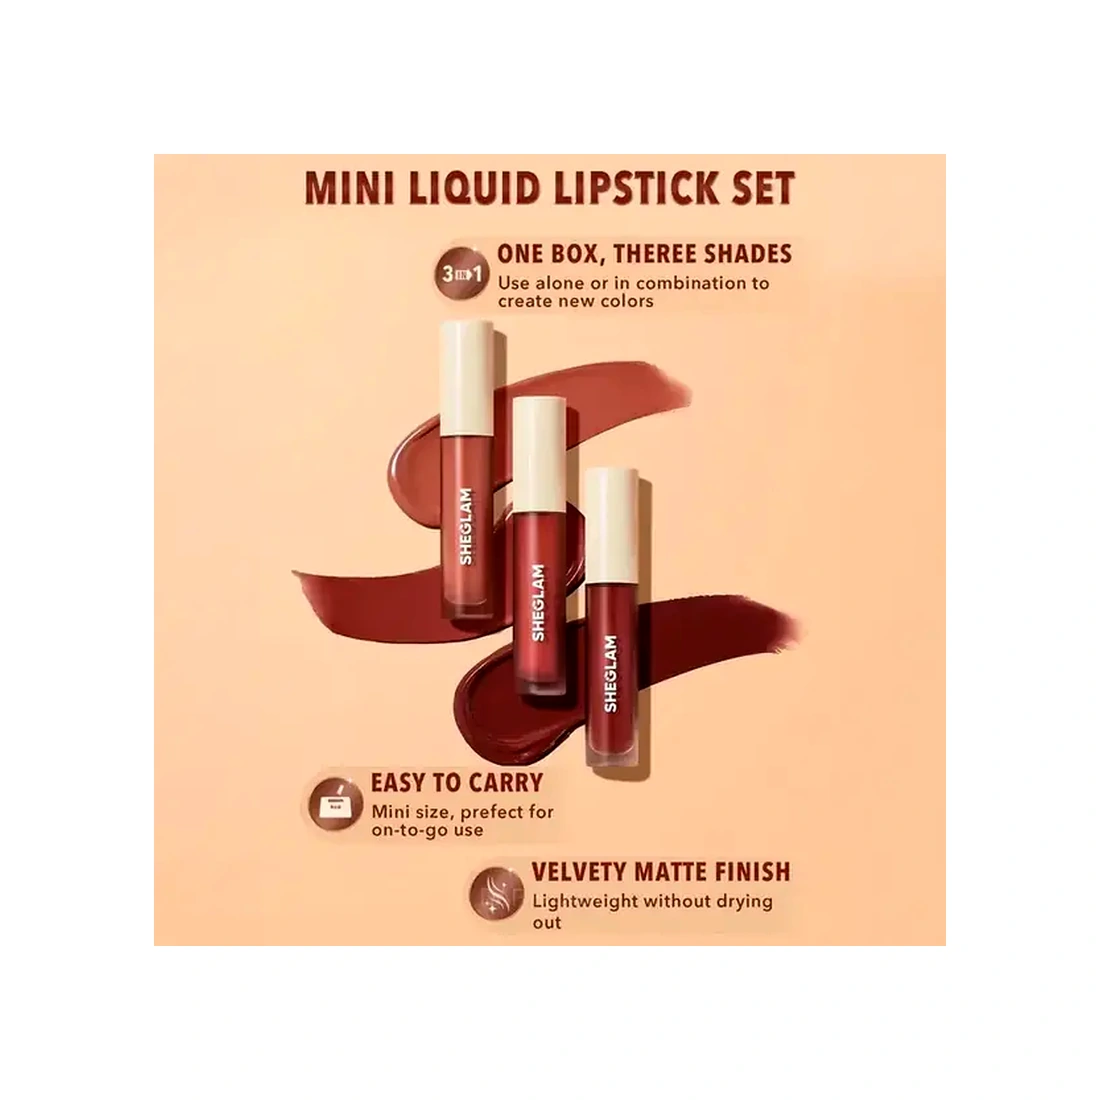 MINI LIQUID LIPSTICK SET
3 IN 1
ONE BOX, THEREE SHADES
Use alone or in combination to
create new colors
SHEGLAM
SHEGLAM
SHEGLAM
EASY TO CARRY
Mini size, prefect for
on-to-go use
VELVETY MATTE FINISH
Lightweight without drying
out